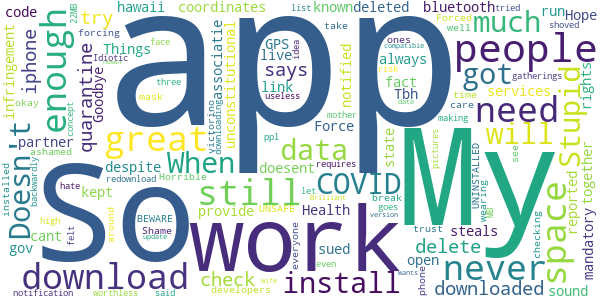 hawaii coordinates list known deleted bluetooth tried run
code 22MB Forced try much Hope shoved
forcing app people
infringement iphone Things Idiotic GPS take well ones compatible
Goodbye live always got idea
enough says face
quarantine link Tbh fact gatherings
associate notified services. rights
unconstitutional three risk
partner okay mask useless need Stupid
great date time
Doesn't concept victorino downloading Force will care
When data mother state making
ashamed despite doesent ppl together
installed hate redownload requires COVID trust pictures see
backwardly Horrible let break goes Brilliant steals version UNINSTALLED wearing space reported mandatory
kept still everyone phone MB checking
So My
high felt BEWARE UNSAFE provide Health sued delete never
gov cant around Shame work check open wants downloaded
download update even install
notification worthless said developers wife sound